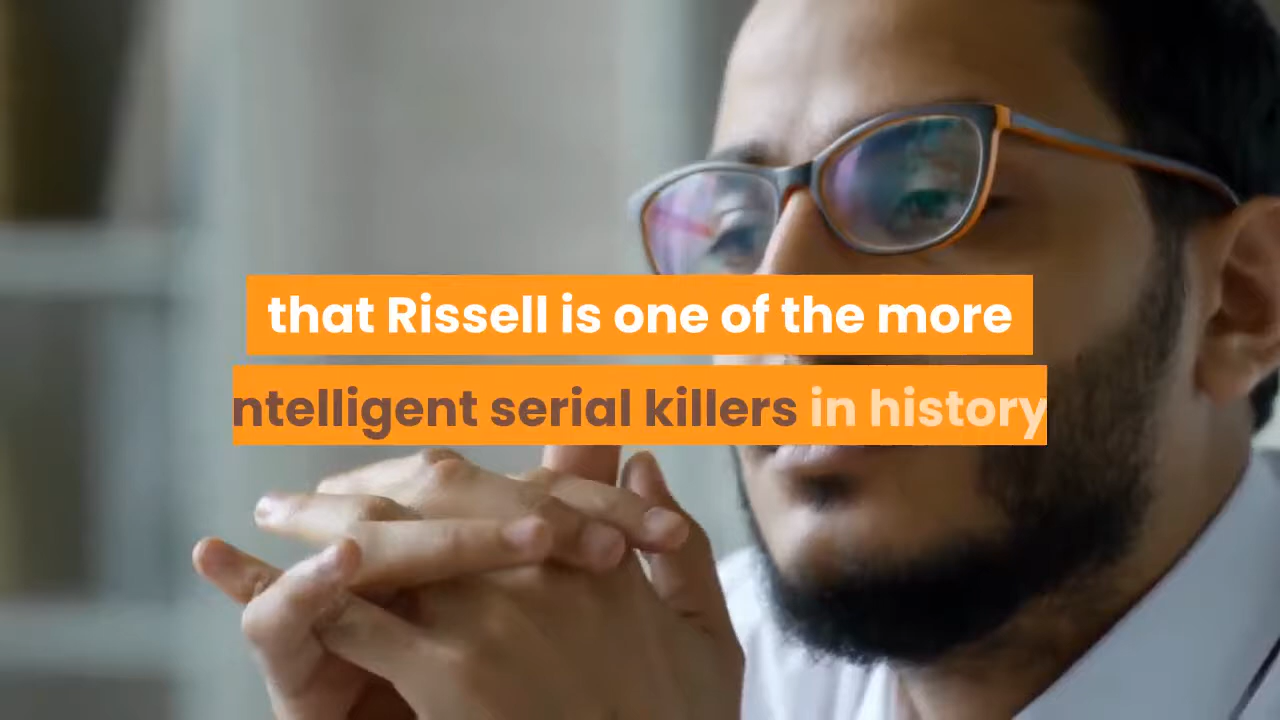 that Rissell is one of the more
ntelligent serial killers in history